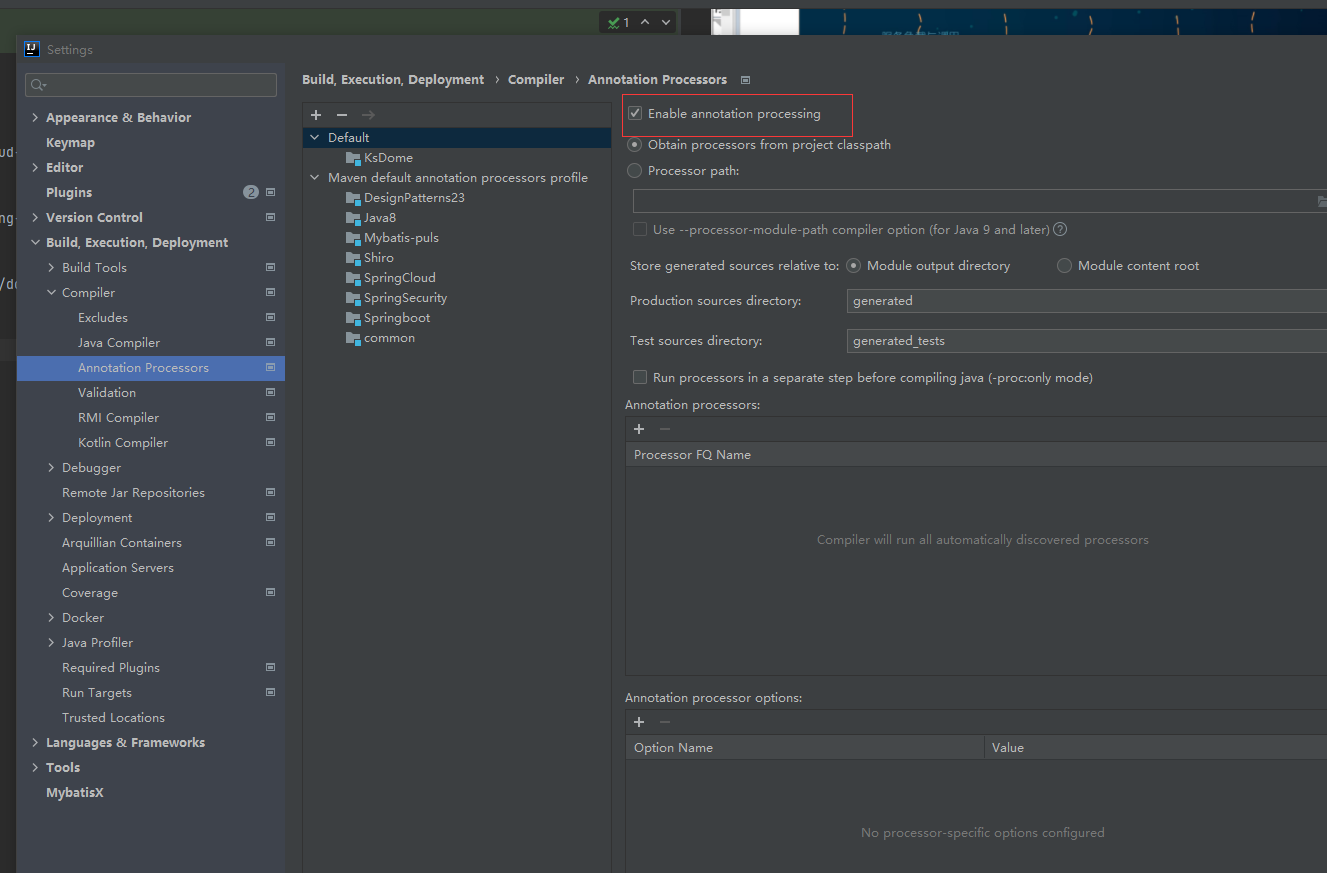 1
IJ
Settings
Build, Execution, Deployment › Compiler › Annotation Processors
Appearance & Behavior
Keymap
Editor
Plugins 2
Version Control
Build, Execution, Deployment
Build Tools
Compiler
Excludes
Java Compiler
Annotation Processors
Validation
RMI Compiler
Kotlin Compiler
Debugger
Remote Jar Repositories
Deployment
Arquillian Containers
Application Servers
Coverage
Docker
Java Profiler
Required Plugins
Run Targets
Trusted Locations
Languages & Frameworks
Tools
MybatisX
Default
KsDome
Maven default annotation processors profile
DesignPatterns23
Java8
Mybatis-puls
Shiro
SpringCloud
SpringSecurity
Springboot
common
Enable annotation processing
Obtain processors from project classpath
Processor path:
Use --processor-module-path compiler option (for Java 9 and later) ?
Store generated sources relative to: Module output directory Module content root
Production sources directory: generated
Test sources directory: generated_tests
Run processors in a separate step before compiling java (-proc:only mode)
Annotation processors:
Processor FQ Name
Compiler will run all automatically discovered processors
Annotation processor options:
Option Name Value
No processor-specific options configured